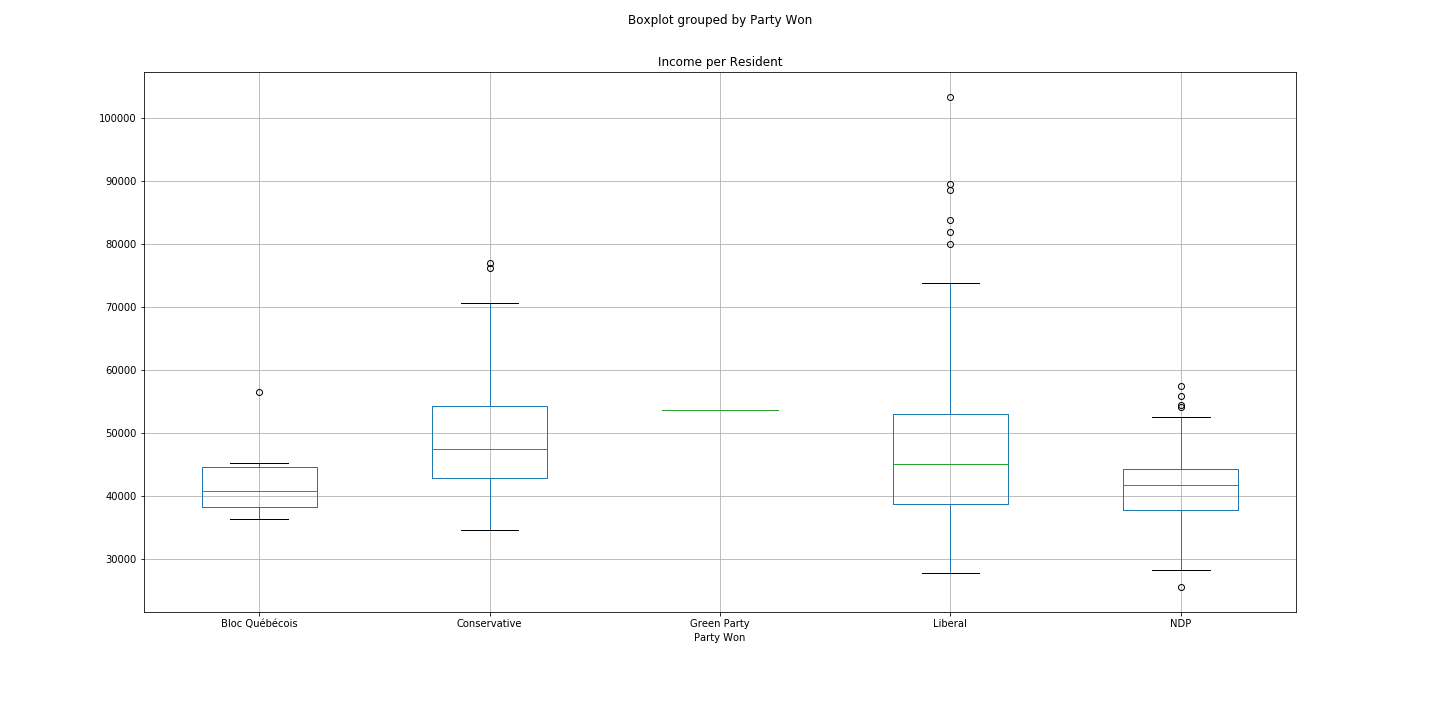 Boxplot grouped by Party Won
Income per Resident
100000
90000
80000
70000
60000
50000
40000
30000
Bloc Québécois Conservative Green Party Liberal NDP
Party Won